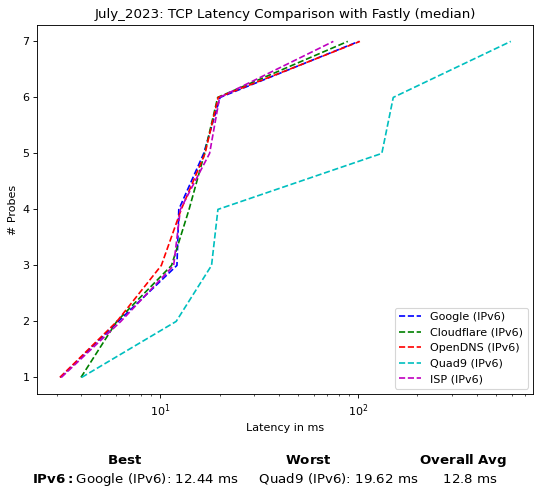 July_2023: TCP Latency Comparison with Fastly (median)
7
6
5
4
3
2
1
# Probes
10¹
10²
Latency in ms
Google (IPv6)
Cloudflare (IPv6)
OpenDNS (IPv6)
Quad9 (IPv6)
ISP (IPv6)
Best Worst Overall Avg
IPv6: Google (IPv6): 12.44 ms Quad9 (IPv6): 19.62 ms 12.8 ms